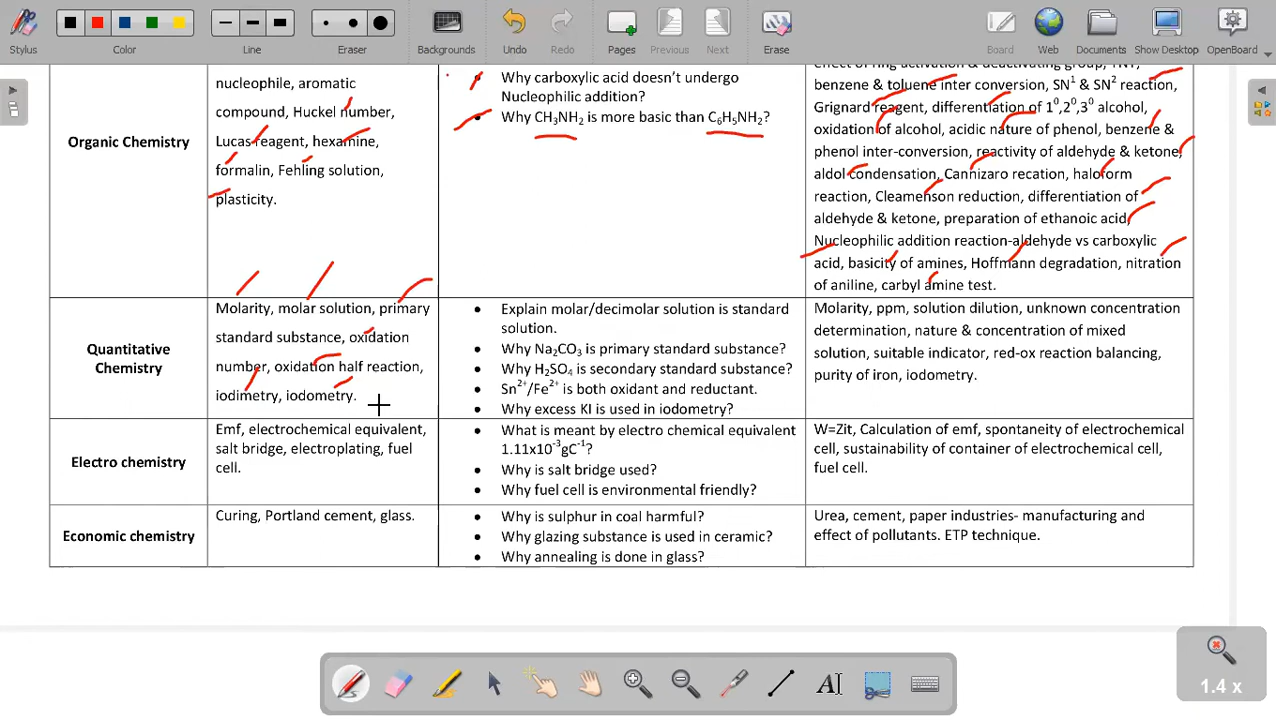 Stylus
Color
Line
Eraser
Backgrounds
Undo
Redo
Pages
Previous
Next
Erase
Board
Web
Documents
Show Desktop
OpenBoard
Organic Chemistry
nucleophile, aromatic
compound, Huckel number,
Lucas reagent, hexamine,
formalin, Fehling solution,
plasticity.
• Why carboxylic acid doesn't undergo
Nucleophilic addition?
• Why CH₃NH₂ is more basic than C₆H₅NH₂?
benzene & toluene inter conversion, SN¹ & SN² reaction,
Grignard reagent, differentiation of 1⁰,2⁰,3⁰ alcohol,
oxidation of alcohol, acidic nature of phenol, benzene &
phenol inter-conversion, reactivity of aldehyde & ketone,
aldol condensation, Cannizaro recation, haloform
reaction, Cleamenson reduction, differentiation of
aldehyde & ketone, preparation of ethanoic acid,
Nucleophilic addition reaction-aldehyde vs carboxylic
acid, basicity of amines, Hoffmann degradation, nitration
of aniline, carbyl amine test.
Quantitative
Chemistry
Molarity, molar solution, primary
standard substance, oxidation
number, oxidation half reaction,
iodimetry, iodometry.
• Explain molar/decimolar solution is standard
solution.
• Why Na₂CO₃ is primary standard substance?
• Why H₂SO₄ is secondary standard substance?
• Sn²⁺/Fe²⁺ is both oxidant and reductant.
• Why excess KI is used in iodometry?
Molarity, ppm, solution dilution, unknown concentration
determination, nature & concentration of mixed
solution, suitable indicator, red-ox reaction balancing,
purity of iron, iodometry.
Electro chemistry
Emf, electrochemical equivalent,
salt bridge, electroplating, fuel
cell.
• What is meant by electro chemical equivalent
1.11x10⁻³gC⁻¹?
• Why is salt bridge used?
• Why fuel cell is environmental friendly?
W=Zit, Calculation of emf, spontaneity of electrochemical
cell, sustainability of container of electrochemical cell,
fuel cell.
Economic chemistry
Curing, Portland cement, glass.
• Why is sulphur in coal harmful?
• Why glazing substance is used in ceramic?
• Why annealing is done in glass?
Urea, cement, paper industries- manufacturing and
effect of pollutants. ETP technique.
1.4 x